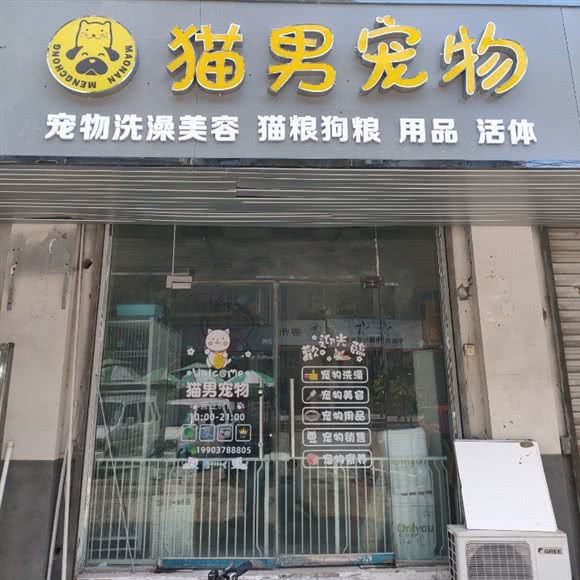 MAONAN MENGCHONG
猫男宠物
宠物洗澡美容 猫粮狗粮 用品 活体
Welcome
猫男宠物
10:00-21:00
19903788805
欢迎光临
宠物洗澡
宠物美容
宠物用品
宠物销售
宠物寄养
GREE